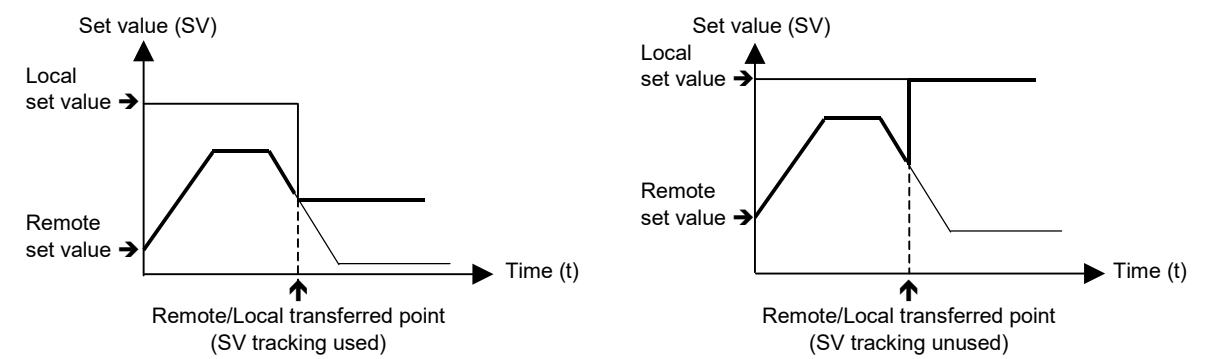 Set value (SV)
Local
set value
Remote
set value
Time (t)
Remote/Local transferred point
(SV tracking used)
Set value (SV)
Local
set value
Remote
set value
Time (t)
Remote/Local transferred point
(SV tracking unused)